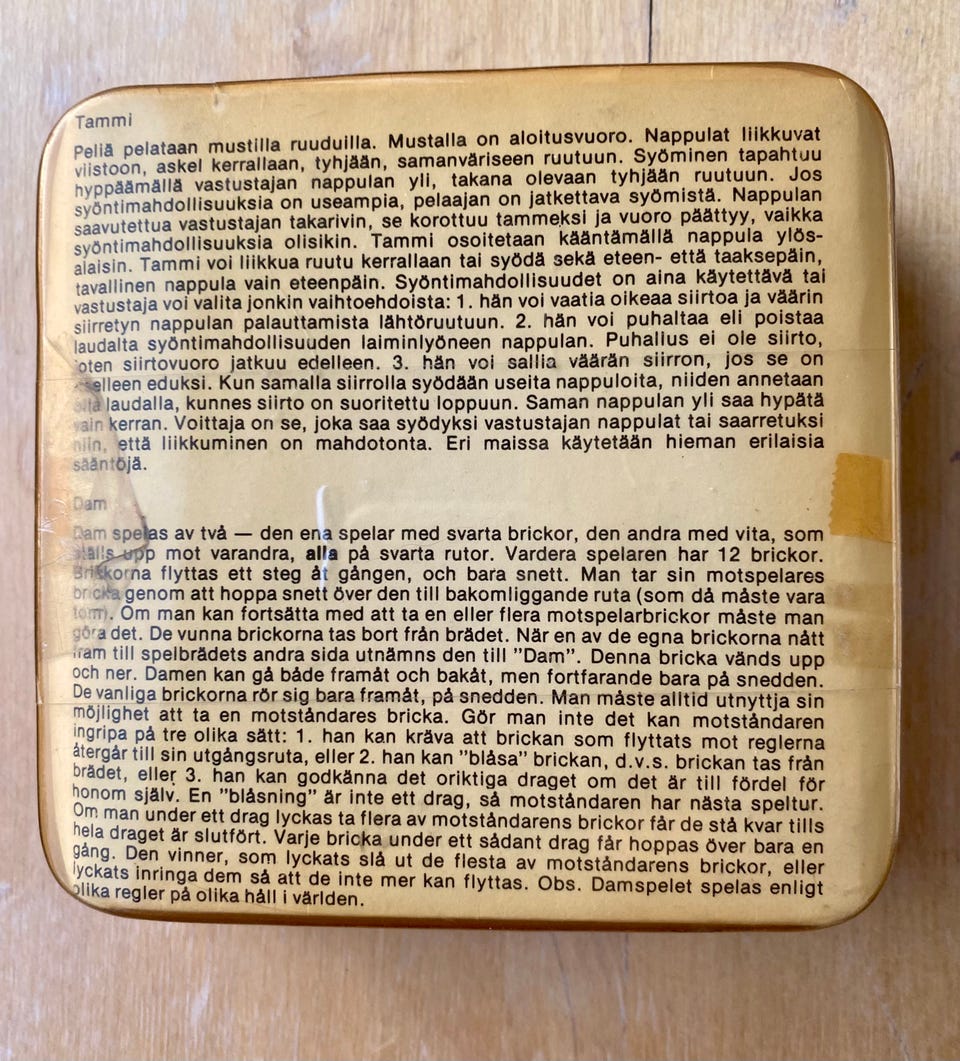 Tammi
Peliä pelataan mustilla ruuduilla. Mustalla on aloitusvuoro. Nappulat liikkuvat
viistoon, askel kerrallaan, tyhjään, samanväriseen ruutuun. Syöminen tapahtuu
hyppäämällä vastustajan nappulan yli, takana olevaan tyhjään ruutuun. Jos
syöntimahdollisuuksia on useampia, pelaajan on jatkettava syömistä. Nappulan
saavutettua vastustajan takarivin, se korottuu tammeksi ja vuoro päättyy, vaikka
syöntimahdollisuuksia olisikin. Tammi osoitetaan kääntämällä nappula ylös-
alaisin. Tammi voi liikkua ruutu kerrallaan tai syödä sekä eteen- että taaksepäin,
tavallinen nappula vain eteenpäin. Syöntimahdollisuudet on aina käytettävä tai
vastustaja voi valita jonkin vaihtoehdoista: 1. hän voi vaatia oikeaa siirtoa ja väärin
siirretyn nappulan palauttamista lähtöruutuun. 2. hän voi puhaltaa eli poistaa
laudalta syöntimahdollisuuden laiminlyöneen nappulan. Puhallus ei ole siirto,
joten siirtovuoro jatkuu edelleen. 3. hän voi sallia väärän siirron, jos se on
eduksi. Kun samalla siirrolla syödään useita nappuloita, niiden annetaan
olla laudalla, kunnes siirto on suoritettu loppuun. Saman nappulan yli saa hypätä
vain kerran. Voittaja on se, joka saa syödyksi vastustajan nappulat tai saarretuksi
niin, että liikkuminen on mahdotonta. Eri maissa käytetään hieman erilaisia
sääntöjä.
Dam
Dam spelas av två — den ena spelar med svarta brickor, den andra med vita, som
ställs upp mot varandra, alla på svarta rutor. Vardera spelaren har 12 brickor.
Brickorna flyttas ett steg åt gången, och bara snett. Man tar sin motspelares
bricka genom att hoppa snett över den till bakomliggande ruta (som då måste vara
tom). Om man kan fortsätta med att ta en eller flera motspelarbrickor måste man
göra det. De vunna brickorna tas bort från brädet. När en av de egna brickorna nått
fram till spelbrädets andra sida utnämns den till "Dam". Denna bricka vänds upp
och ner. Damen kan gå både framåt och bakåt, men fortfarande bara på snedden.
De vanliga brickorna rör sig bara framåt, på snedden. Man måste alltid utnyttja sin
möjlighet att ta en motståndares bricka. Gör man inte det kan motståndaren
ingripa på tre olika sätt: 1. han kan kräva att brickan som flyttats mot reglerna
återgår till sin utgångsruta, eller 2. han kan "blåsa" brickan, d.v.s. brickan tas från
brädet, eller 3. han kan godkänna det oriktiga draget om det är till fördel för
honom själv. En "blåsning" är inte ett drag, så motståndaren har nästa speltur.
Om man under ett drag lyckas ta flera av motståndarens brickor får de stå kvar tills
hela draget är slutfört. Varje bricka under ett sådant drag får hoppas över bara en
gång. Den vinner, som lyckats slå ut de flesta av motståndarens brickor, eller
lyckats inringa dem så att de inte mer kan flyttas. Obs. Damspelet spelas enligt
olika regler på olika håll i världen.